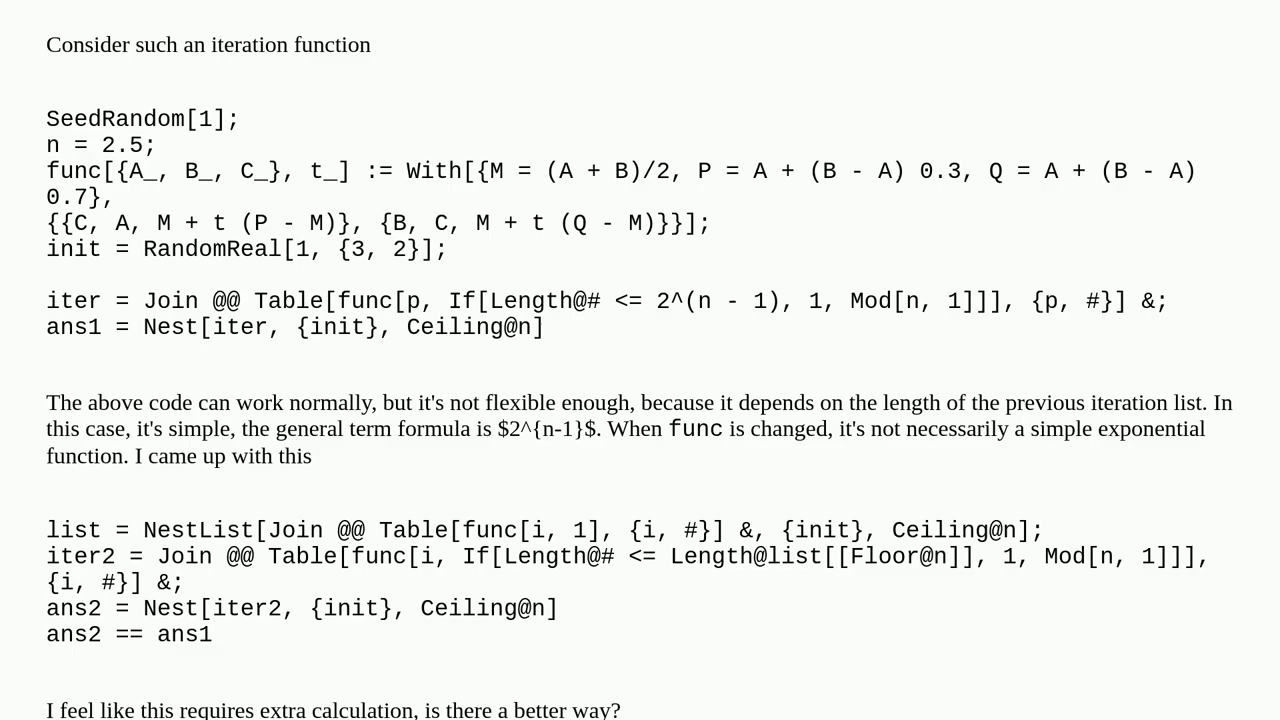 Consider such an iteration function
SeedRandom[1];
n = 2.5;
func[{A_, B_, C_}, t_] := With[{M = (A + B)/2, P = A + (B - A) 0.3, Q = A + (B - A)
0.7},
{{C, A, M + t (P - M)}, {B, C, M + t (Q - M)}}];
init = RandomReal[1, {3, 2}];
iter = Join @@ Table[func[p, If[Length@# <= 2^(n - 1), 1, Mod[n, 1]]], {p, #}] &;
ans1 = Nest[iter, {init}, Ceiling@n]
The above code can work normally, but it's not flexible enough, because it depends on the length of the previous iteration list. In
this case, it's simple, the general term formula is $2^{n-1}$. When func is changed, it's not necessarily a simple exponential
function. I came up with this
list = NestList[Join @@ Table[func[i, 1], {i, #}] &, {init}, Ceiling@n];
iter2 = Join @@ Table[func[i, If[Length@# <= Length@list[[Floor@n]], 1, Mod[n, 1]]],
{i, #}] &;
ans2 = Nest[iter2, {init}, Ceiling@n]
ans2 == ans1
I feel like this requires extra calculation, is there a better way?